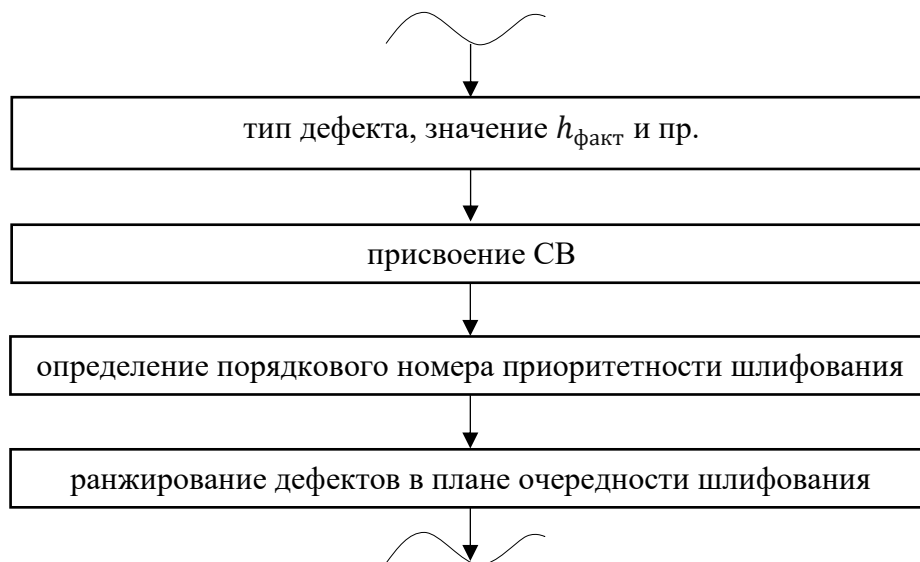 тип дефекта, значение hфакт и пр.
присвоение СВ
определение порядкового номера приоритетности шлифования
ранжирование дефектов в плане очередности шлифования